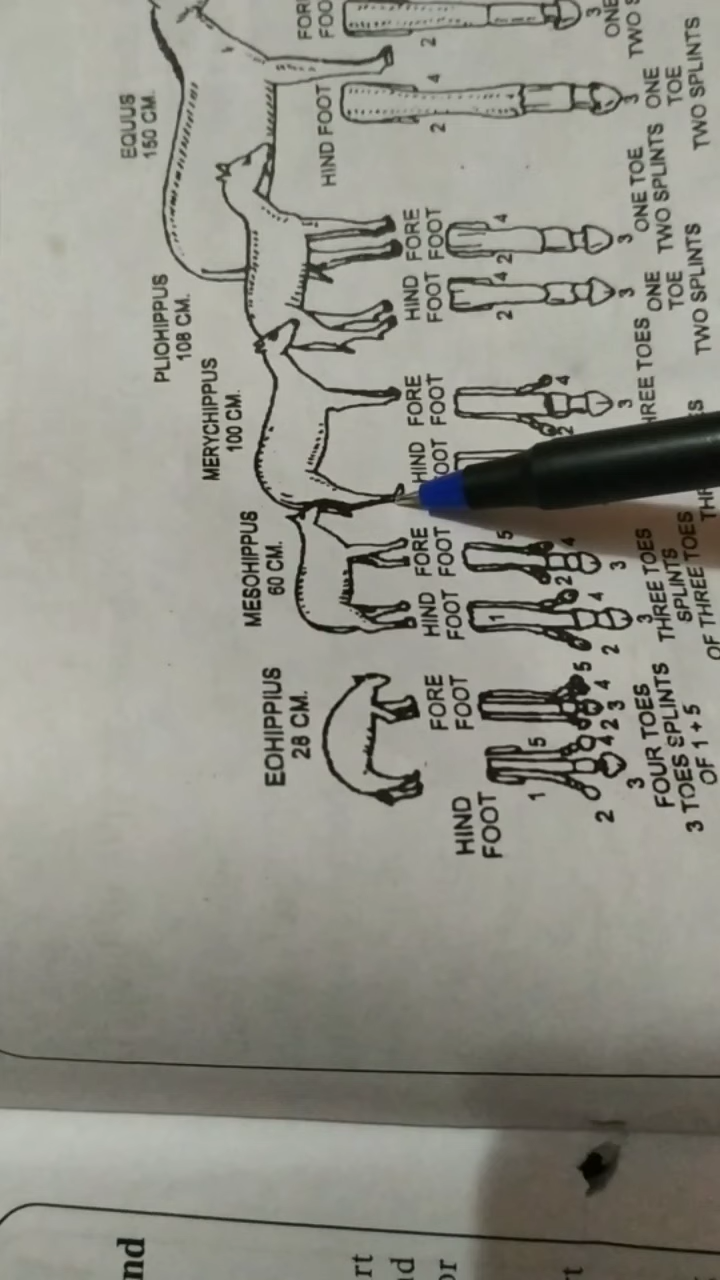 EOHIPPIUS
28 CM.
MESOHIPPUS
60 CM.
MERYCHIPPUS
100 CM.
PLIOHIPPUS
108 CM.
EQUUS
150 CM.
HIND
FOOT
FORE
FOOT
HIND
FOOT
FORE
FOOT
HIND
FORE
FOOT
HIND
FOOT
FORE
FOOT
HIND FOOT
1
5
2
3
4
5
4 2 3
1
2
3
4
5
2
3
4
2
3
4
2
3
4
2
3
4
2
3
4
2
3
FOUR TOES
3 TOES SPLINTS
OF 1 + 5
THREE TOES
SPLINTS
OF THREE TOES
ONE
TOE
TWO SPLINTS
ONE TOE
TWO SPLINTS
ONE
TOE
TWO SPLINTS
ONE
nd